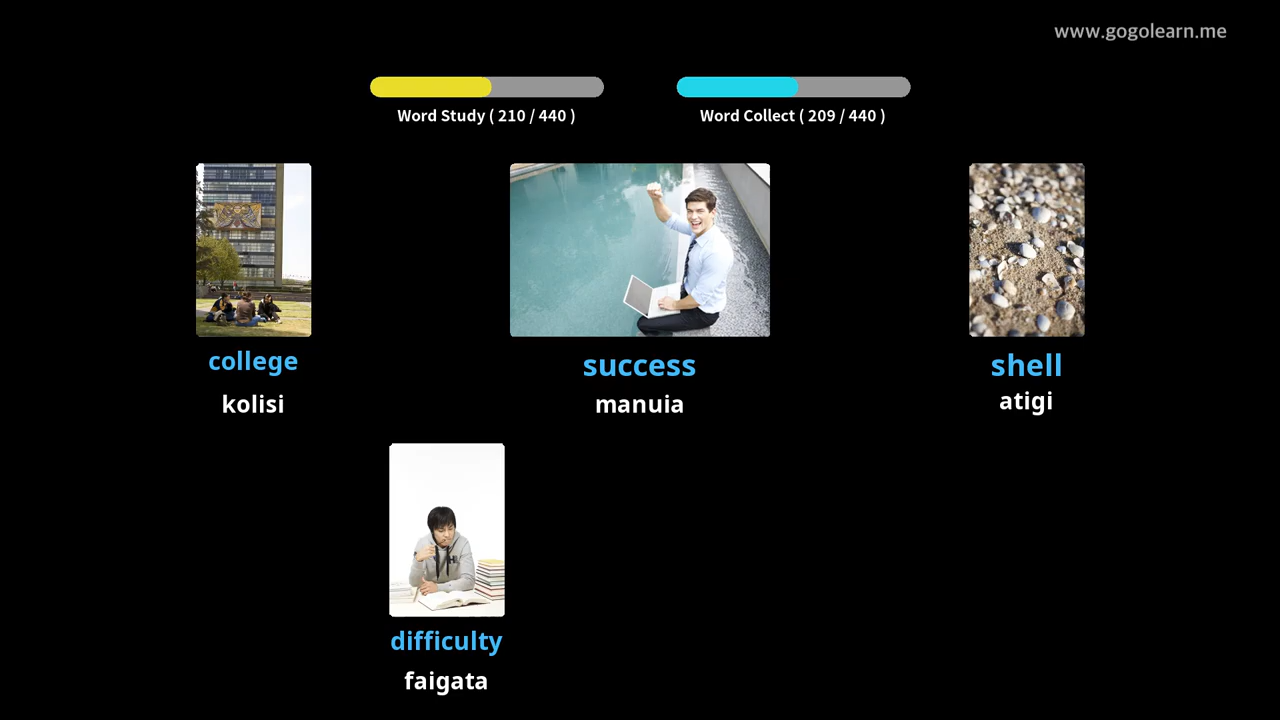 www.gogolearn.me
Word Study ( 210 / 440 )
Word Collect ( 209 / 440 )
college
kolisi
success
manuia
shell
atigi
difficulty
faigata